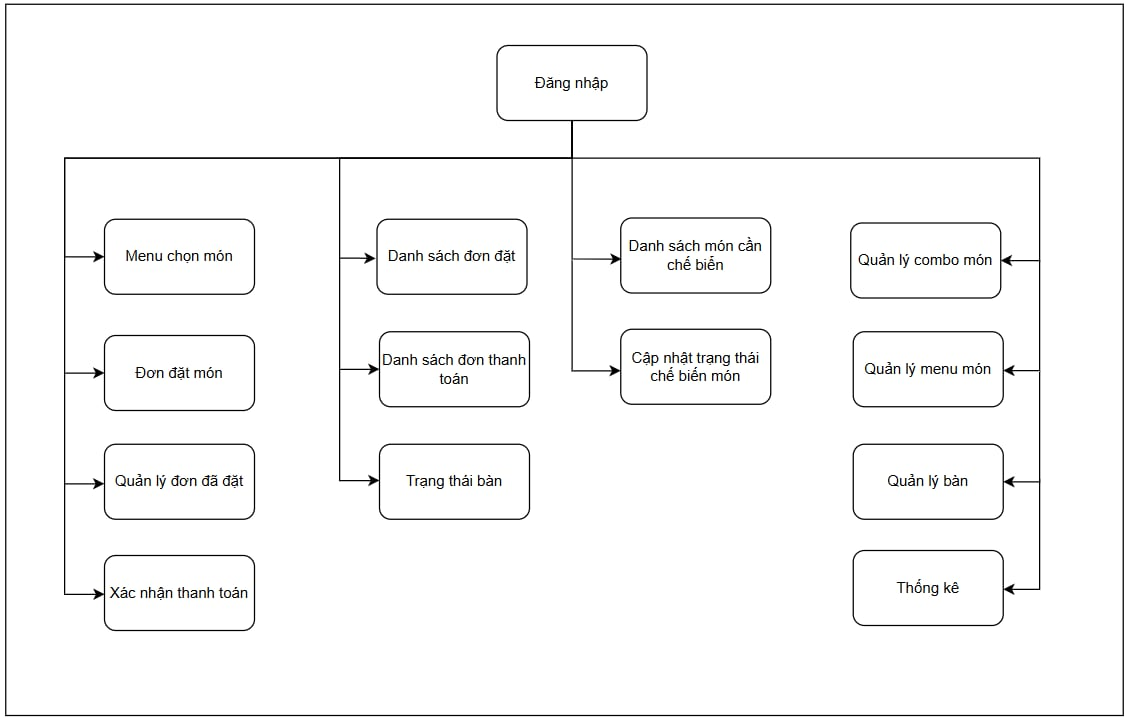 Đăng nhập
Menu chọn món
Đơn đặt món
Quản lý đơn đã đặt
Xác nhận thanh toán
Danh sách đơn đặt
Danh sách đơn thanh
toán
Trạng thái bàn
Danh sách món cần
chế biến
Cập nhật trạng thái
chế biến món
Quản lý combo món
Quản lý menu món
Quản lý bàn
Thống kê